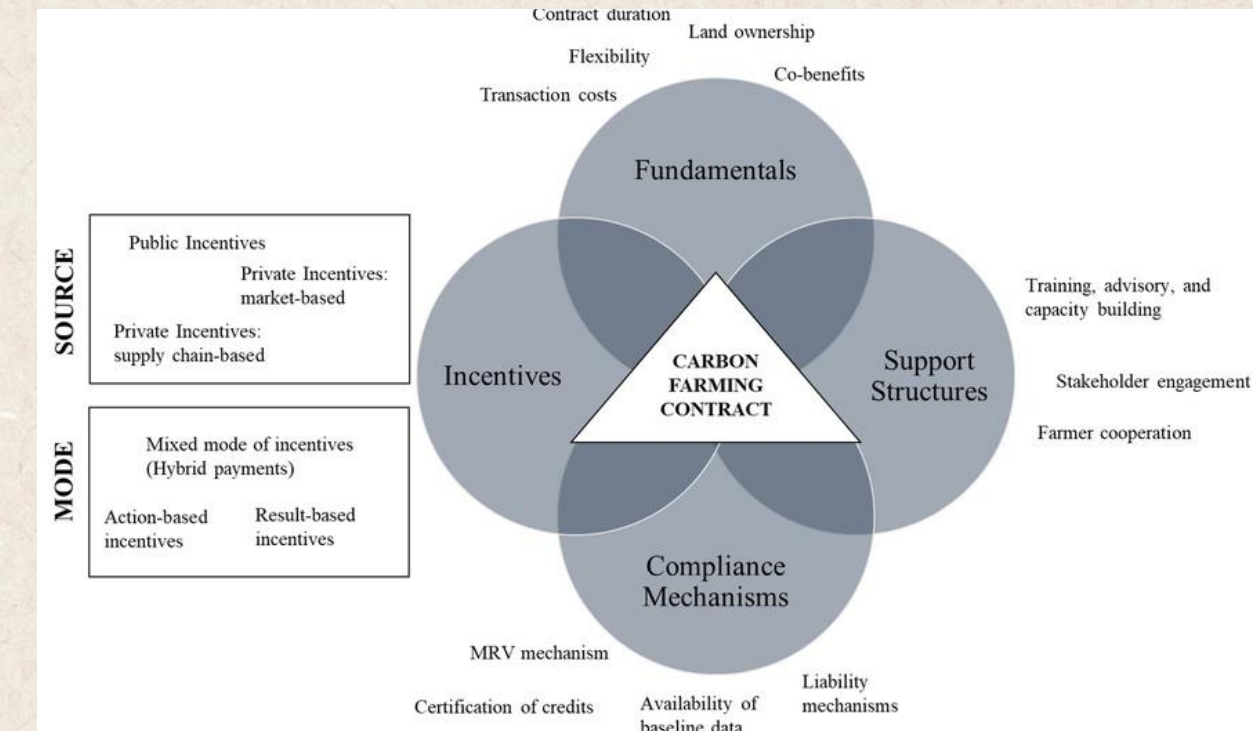 Contract duration
Land ownership
Flexibility
Co-benefits
Transaction costs
Fundamentals
SOURCE
Public Incentives
Private Incentives:
market-based
Private Incentives:
supply chain-based
MODE
Mixed mode of incentives
(Hybrid payments)
Action-based
incentives
Result-based
incentives
Incentives
CARBON
FARMING
CONTRACT
Support
Structures
Training, advisory, and
capacity building
Stakeholder engagement
Farmer cooperation
Compliance
Mechanisms
MRV mechanism
Certification of credits
Availability of
baseline data
Liability
mechanisms